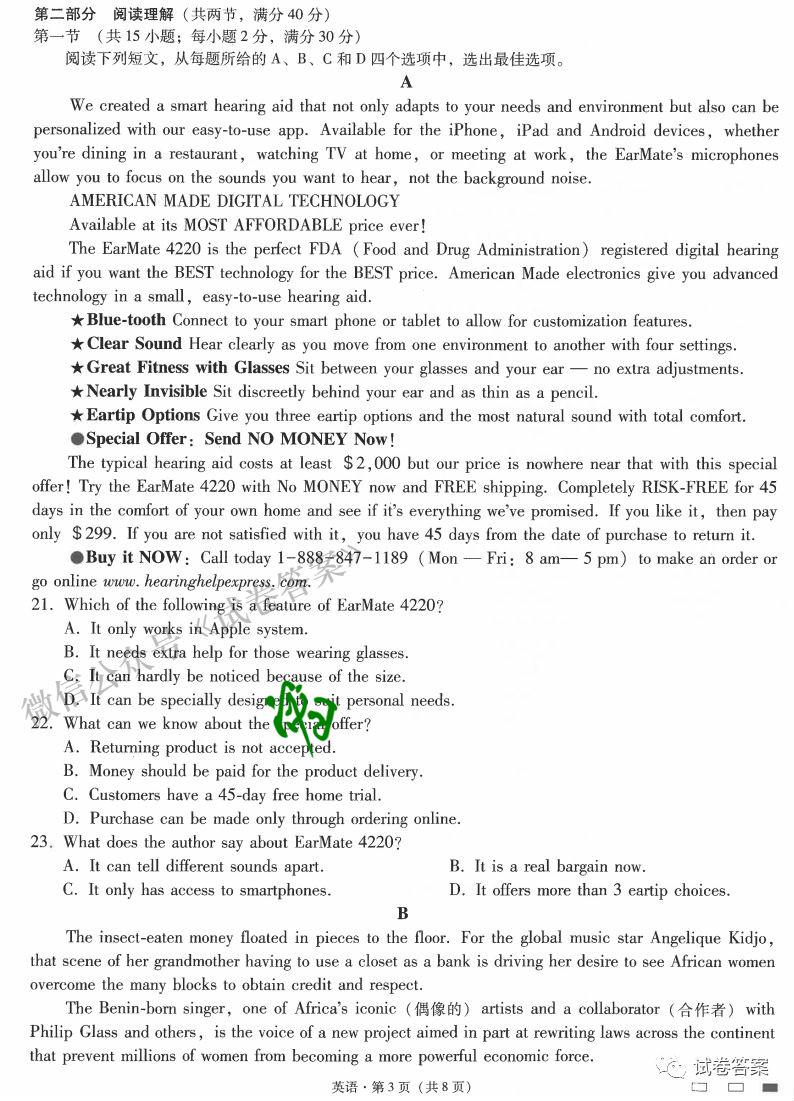 第二部分 阅读理解(共两节,满分40分)
第一节 (共15小题;每小题2分,满分30分)
阅读下列短文,从每题所给的A、B、C和D四个选项中,选出最佳选项。
A
We created a smart hearing aid that not only adapts to your needs and environment but also can be
personalized with our easy-to-use app. Available for the iPhone, iPad and Android devices, whether
you're dining in a restaurant, watching TV at home, or meeting at work, the EarMate's microphones
allow you to focus on the sounds you want to hear, not the background noise.
AMERICAN MADE DIGITAL TECHNOLOGY
Available at its MOST AFFORDABLE price ever!
The EarMate 4220 is the perfect FDA (Food and Drug Administration) registered digital hearing
aid if you want the BEST technology for the BEST price. American Made electronics give you advanced
technology in a small, easy-to-use hearing aid.
★Blue-tooth Connect to your smart phone or tablet to allow for customization features.
★Clear Sound Hear clearly as you move from one environment to another with four settings.
★Great Fitness with Glasses Sit between your glasses and your ear — no extra adjustments.
★Nearly Invisible Sit discreetly behind your ear and as thin as a pencil.
★Eartip Options Give you three eartip options and the most natural sound with total comfort.
●Special Offer: Send NO MONEY Now!
The typical hearing aid costs at least $2,000 but our price is nowhere near that with this special
offer! Try the EarMate 4220 with No MONEY now and FREE shipping. Completely RISK-FREE for 45
days in the comfort of your own home and see if it's everything we've promised. If you like it, then pay
only $299. If you are not satisfied with it, you have 45 days from the date of purchase to return it.
●Buy it NOW: Call today 1-888-847-1189 (Mon — Fri: 8 am— 5 pm) to make an order or
go online www.hearinghelpexpress.com.
21. Which of the following is a feature of EarMate 4220?
A. It only works in Apple system.
B. It needs extra help for those wearing glasses.
C. It can hardly be noticed because of the size.
D. It can be specially designed to suit personal needs.
22. What can we know about the special offer?
A. Returning product is not accepted.
B. Money should be paid for the product delivery.
C. Customers have a 45-day free home trial.
D. Purchase can be made only through ordering online.
23. What does the author say about EarMate 4220?
A. It can tell different sounds apart. B. It is a real bargain now.
C. It only has access to smartphones. D. It offers more than 3 eartip choices.
B
The insect-eaten money floated in pieces to the floor. For the global music star Angelique Kidjo,
that scene of her grandmother having to use a closet as a bank is driving her desire to see African women
overcome the many blocks to obtain credit and respect.
The Benin-born singer, one of Africa's iconic (偶像的) artists and a collaborator (合作者) with
Philip Glass and others, is the voice of a new project aimed in part at rewriting laws across the continent
that prevent millions of women from becoming a more powerful economic force.
英语·第3页(共8页)
微信公众号《试卷答案》
试卷答案